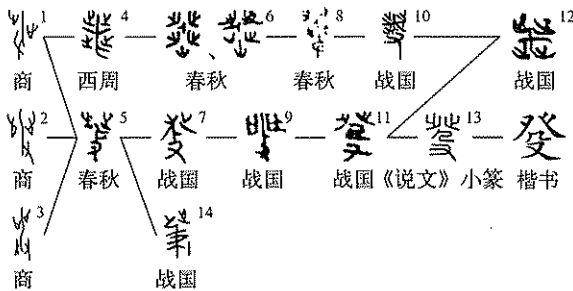 1 4 6 8 10 12
、
商 西周 春秋 春秋 战国 战国
2 5 7 9 11 13 發
商 春秋 战国 战国 战国《说文》小篆 楷书
3 14
商 战国